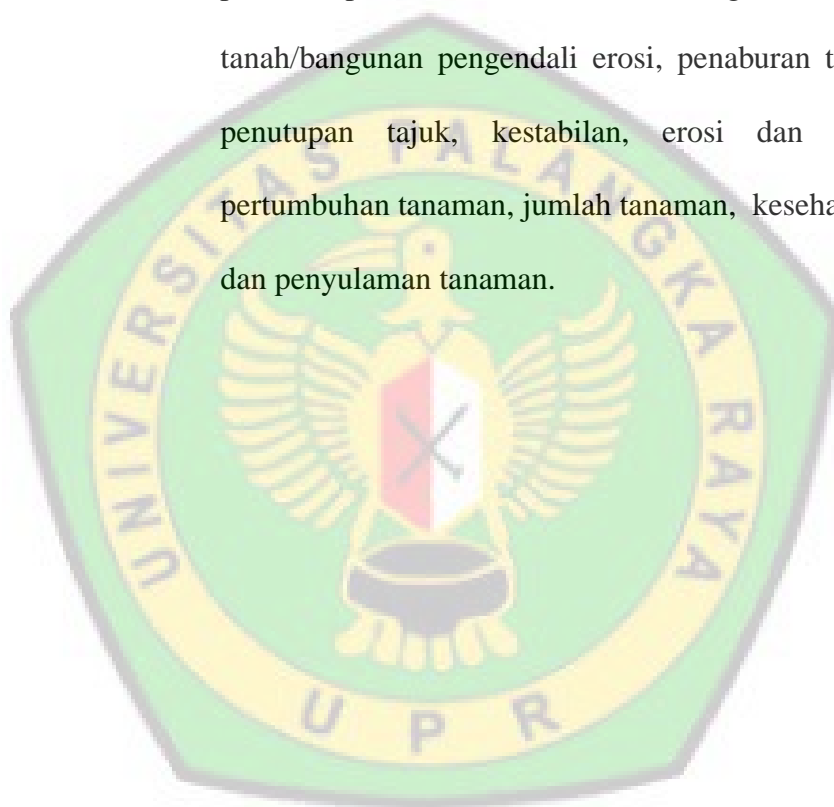 tanah/bangunan pengendali erosi, penaburan
penutupan tajuk, kestabilan, erosi dan
pertumbuhan tanaman, jumlah tanaman,
dan penyulaman tanaman.
UNIVERSITAS PALANGKA RAYA
UPR